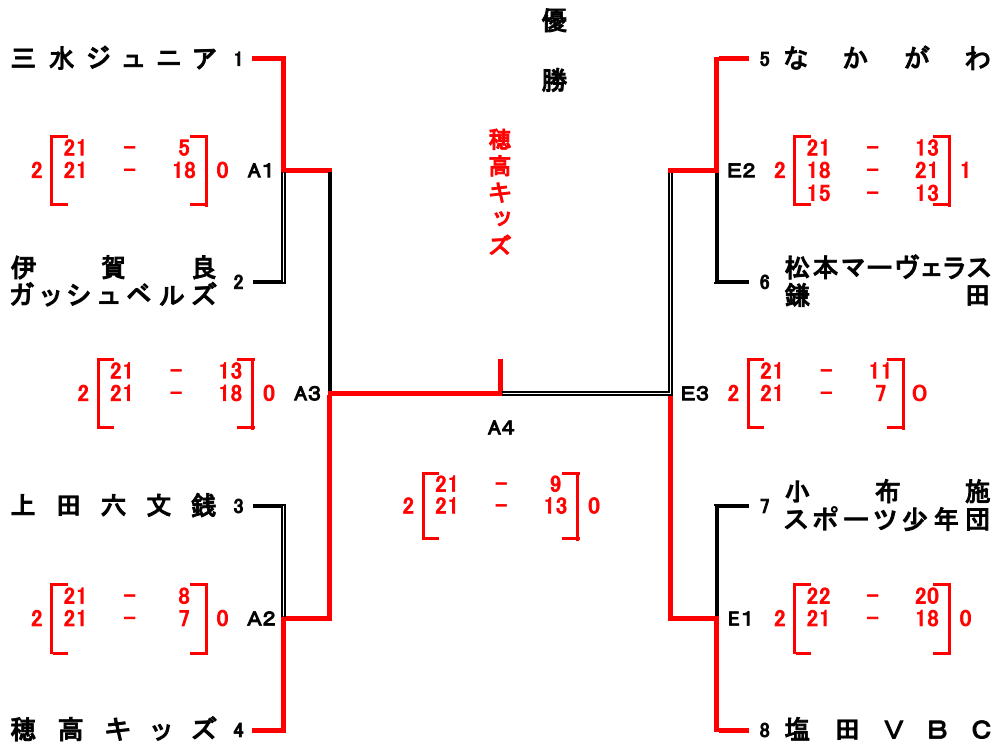 優勝
穂高キッズ
三水ジュニア 1
2 21 - 5 0 A1
21 - 18
伊賀良 2
ガッシュベルズ
2 21 - 13 0 A3
21 - 18
上田六文銭 3
2 21 - 8 0 A2
21 - 7
穂高キッズ 4
A4
2 21 - 9 0
21 - 13
5 なかがわ
E2 2 21 - 13 1
18 - 21
15 - 13
6 松本マーヴェラス
鎌田
E3 2 21 - 11 0
21 - 7
7 小布施
スポーツ少年団
E1 2 22 - 20 0
21 - 18
8 塩田VBC